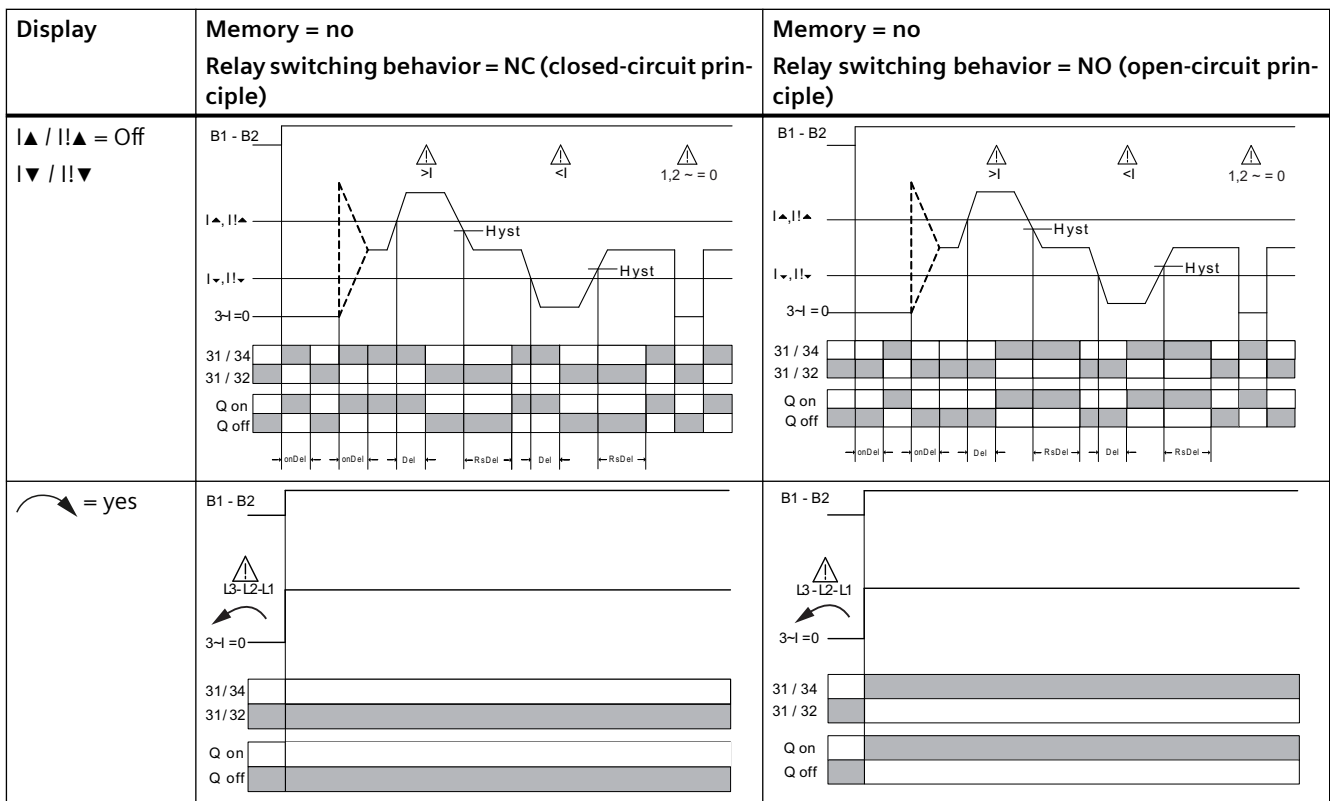 Display
Memory = no
Relay switching behavior = NC (closed-circuit prin-
ciple)
Memory = no
Relay switching behavior = NO (open-circuit prin-
ciple)
I▲ / I!▲ = Off
I▼ / I!▼
B1 - B2
>I
<I
1,2 ~ = 0
I▲, I!▲
Hyst
I▼, I!▼
Hyst
3~I =0
31 / 34
31 / 32
Q on
Q off
onDel
onDel
Del
RsDel
Del
RsDel
B1 - B2
>I
<I
1,2 ~ = 0
I▲, I!▲
Hyst
I▼, I!▼
Hyst
3~I =0
31 / 34
31 / 32
Q on
Q off
onDel
onDel
Del
RsDel
Del
RsDel
= yes
B1 - B2
L3-L2-L1
3~I =0
31/34
31/32
Q on
Q off
B1 - B2
L3-L2-L1
3~I =0
31 / 34
31 / 32
Q on
Q off